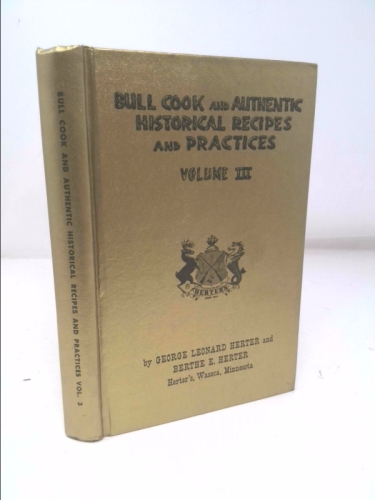 BULL COOK AND AUTHENTIC
HISTORICAL RECIPES
AND PRACTICES
VOLUME III
HERTER'S
by GEORGE LEONARD HERTER and
BERTHE E. HERTER
Herter's, Waseca, Minnesota
BULL COOK AND AUTHENTIC HISTORICAL RECIPES AND PRACTICES VOL. 3